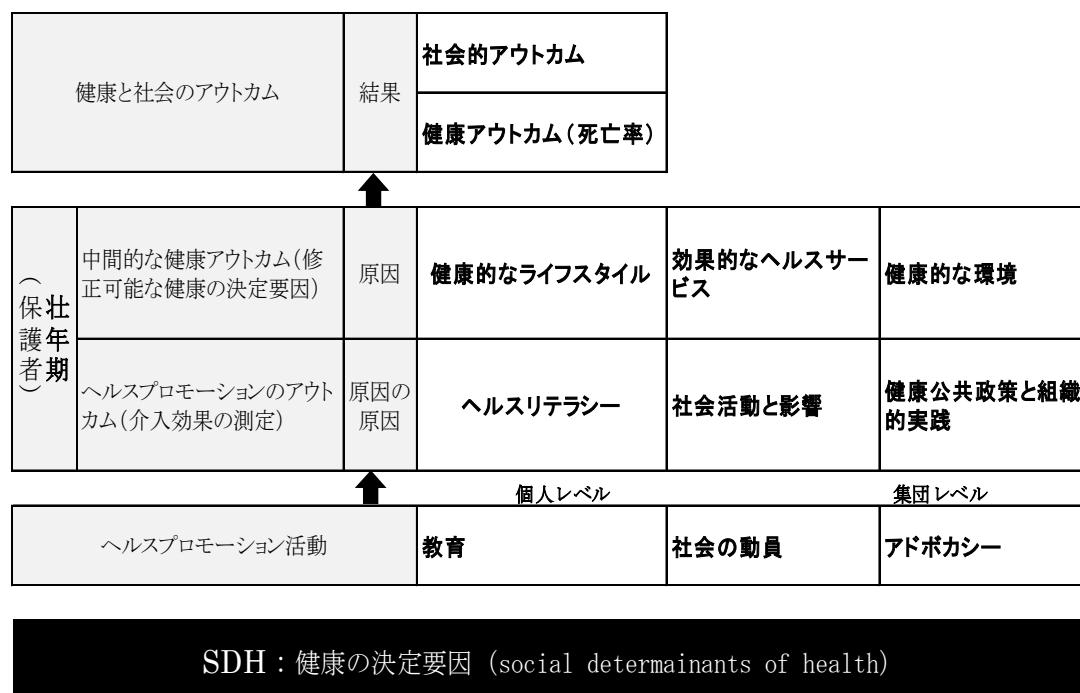 健康と社会のアウトカム
結果
社会的アウトカム
健康アウトカム(死亡率)
壮年期
(保護者)
中間的な健康アウトカム(修
正可能な健康の決定要因)
原因
健康的なライフスタイル
効果的なヘルスサー
ビス
健康的な環境
ヘルスプロモーションのアウト
カム(介入効果の測定)
原因の
原因
ヘルスリテラシー
社会活動と影響
健康公共政策と組織
的実践
個人レベル
集団レベル
ヘルスプロモーション活動
教育
社会の動員
アドボカシー
SDH:健康の決定要因 (social determainants of health)